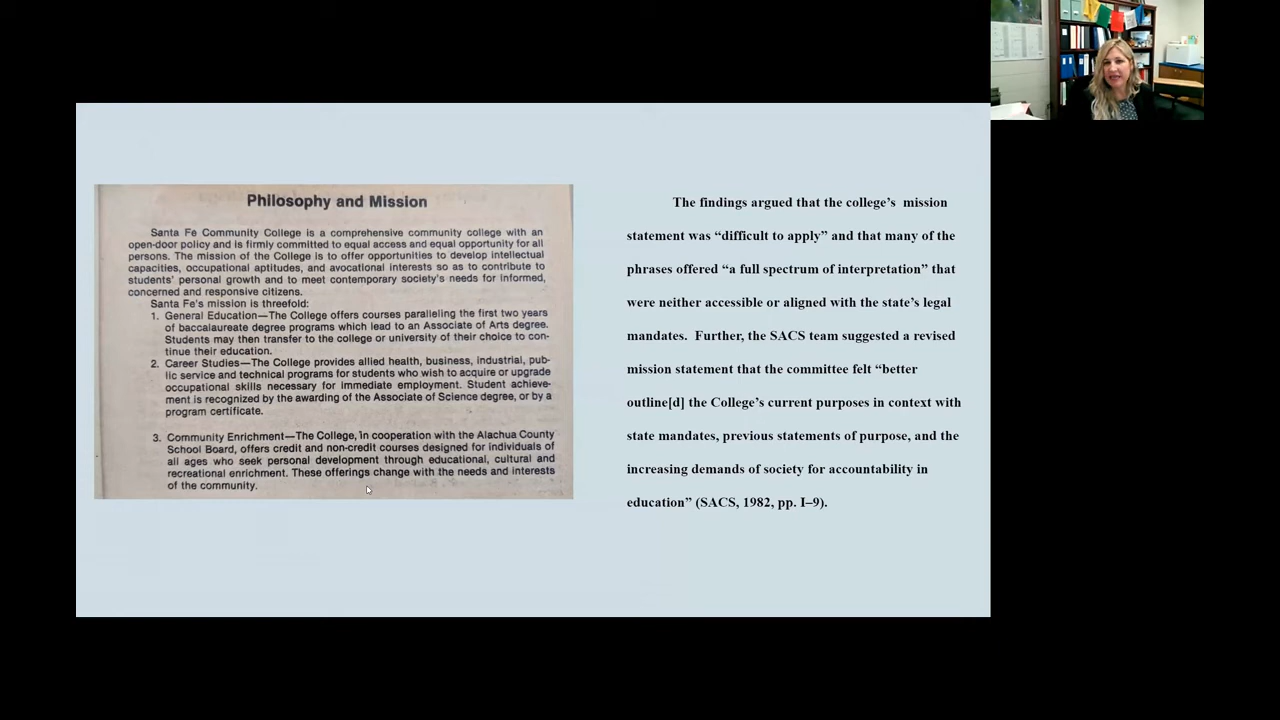 Philosophy and Mission
Santa Fe Community College is a comprehensive community college with an
open-door policy and is firmly committed to equal access and equal opportunity for all
persons. The mission of the College is to offer opportunities to develop intellectual
capacities, occupational aptitudes, and avocational interests so as to contribute to
students' personal growth and to meet contemporary society's needs for informed,
concerned and responsive citizens.
Santa Fe's mission is threefold:
1. General Education—The College offers courses paralleling the first two years
of baccalaureate degree programs which lead to an Associate of Arts degree.
Students may then transfer to the college or university of their choice to con-
tinue their education.
2. Career Studies—The College provides allied health, business, industrial, pub-
lic service and technical programs for students who wish to acquire or upgrade
occupational skills necessary for immediate employment. Student achieve-
ment is recognized by the awarding of the Associate of Science degree, or by a
program certificate.
3. Community Enrichment—The College, in cooperation with the Alachua County
School Board, offers credit and non-credit courses designed for individuals of
all ages who seek personal development through educational, cultural and
recreational enrichment. These offerings change with the needs and interests
of the community.
The findings argued that the college’s mission
statement was “difficult to apply” and that many of the
phrases offered “a full spectrum of interpretation” that
were neither accessible or aligned with the state’s legal
mandates. Further, the SACS team suggested a revised
mission statement that the committee felt “better
outline[d] the College’s current purposes in context with
state mandates, previous statements of purpose, and the
increasing demands of society for accountability in
education” (SACS, 1982, pp. I–9).